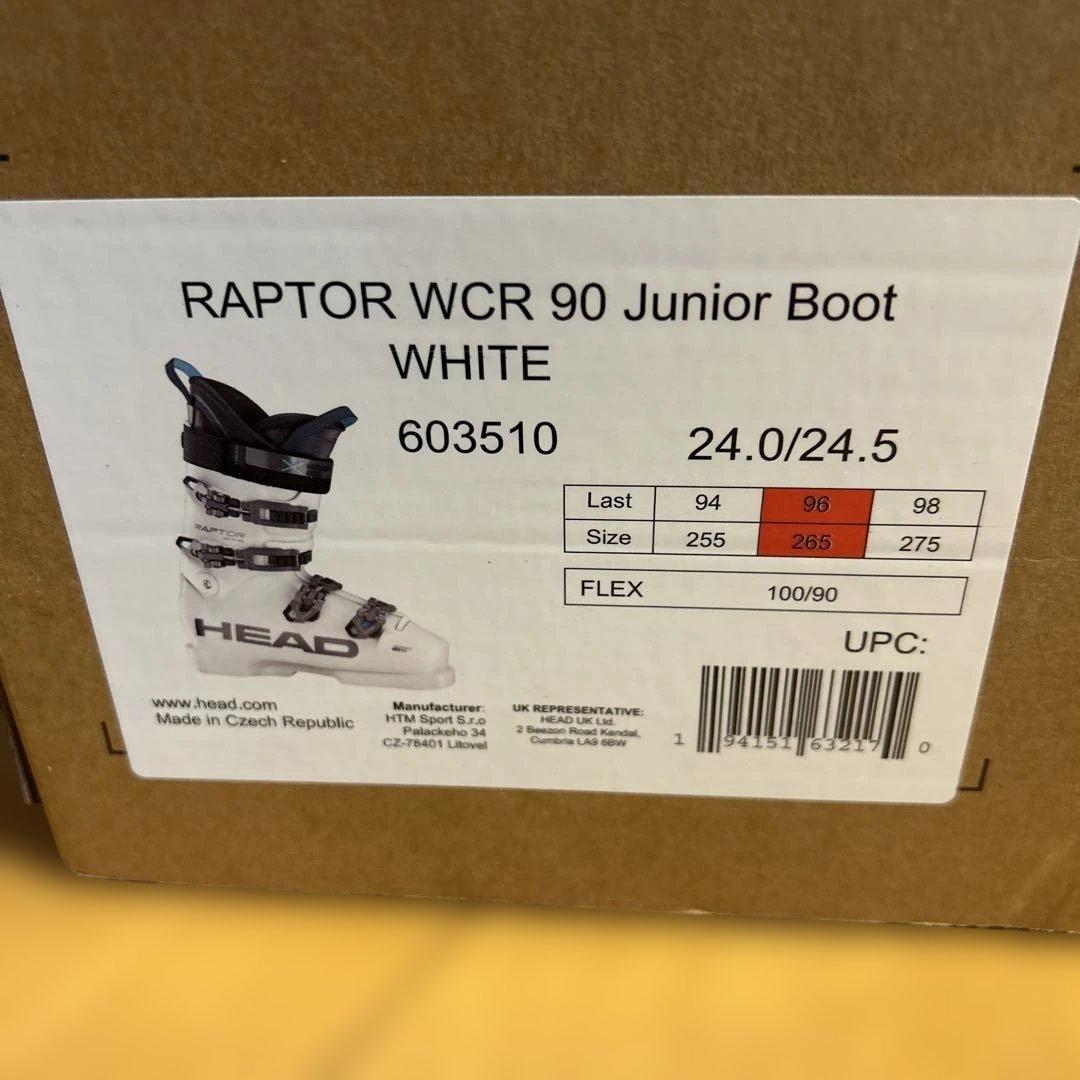 RAPTOR WCR 90 Junior Boot
WHITE
603510
24.0/24.5
Last 94 96 98
Size 255 265 275
FLEX 100/90
RAPTOR
HEAD
UPC:
1 94151 63217 0
www.head.com
Made in Czech Republic
Manufacturer:
HTM Sport S.r.o
Palackeho 34
CZ-78401 Litovel
UK REPRESENTATIVE:
HEAD UK Ltd.
2 Beezon Road Kendal,
Cumbria LA9 6BW